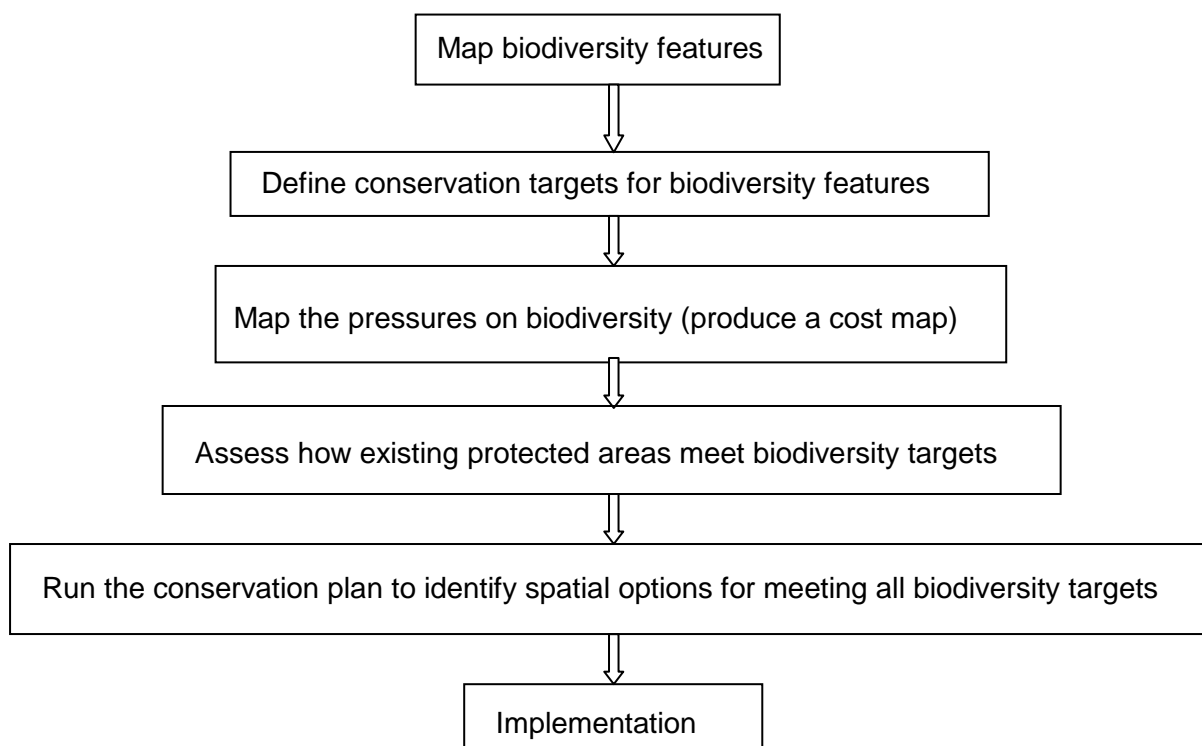 Map biodiversity features
Define conservation targets for biodiversity features
Map the pressures on biodiversity (produce a cost map)
Assess how existing protected areas meet biodiversity targets
Run the conservation plan to identify spatial options for meeting all biodiversity targets
Implementation